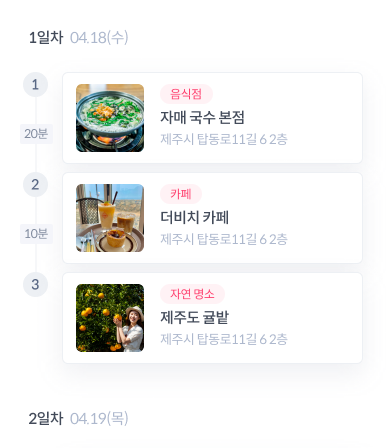 1일차 04.18(수)
1
음식점
자매 국수 본점
제주시 탑동로11길 6 2층
20분
2
카페
더비치 카페
제주시 탑동로11길 6 2층
10분
3
자연 명소
제주도 귤밭
제주시 탑동로11길 6 2층
2일차 04.19(목)